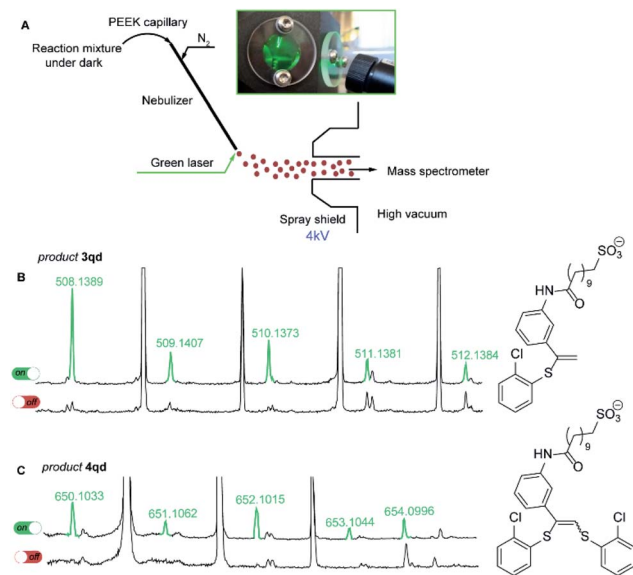 A
PEEK capillary
N2
Reaction mixture
under dark
Nebulizer
Green laser
Mass spectrometer
Spray shield
4kV
High vacuum
product 3qd
B
508.1389
509.1407
510.1373
511.1381
512.1384
on
off
SO3⊖
9
HN
O
Cl
S
C
product 4qd
650.1033
651.1062
652.1015
653.1044
654.0996
on
off
SO3⊖
9
HN
O
Cl
Cl
S
S